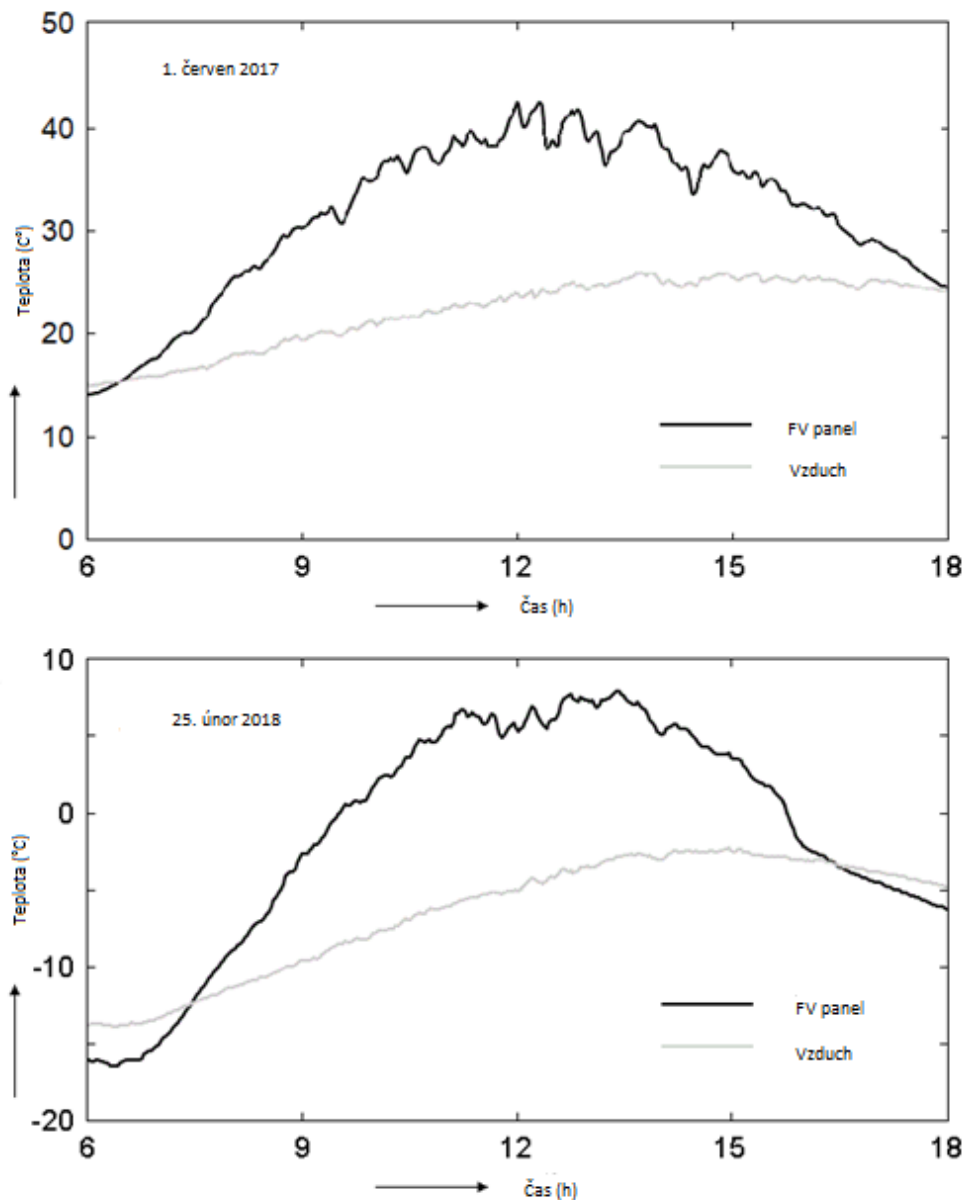 50
1. červen 2017
40
30
Teplota (C°)
20
FV panel
10
Vzduch
0
6 9 12 15 18
Čas (h)
10
25. únor 2018
0
Teplota (°C)
-10
FV panel
Vzduch
-20
6 9 12 15 18
Čas (h)